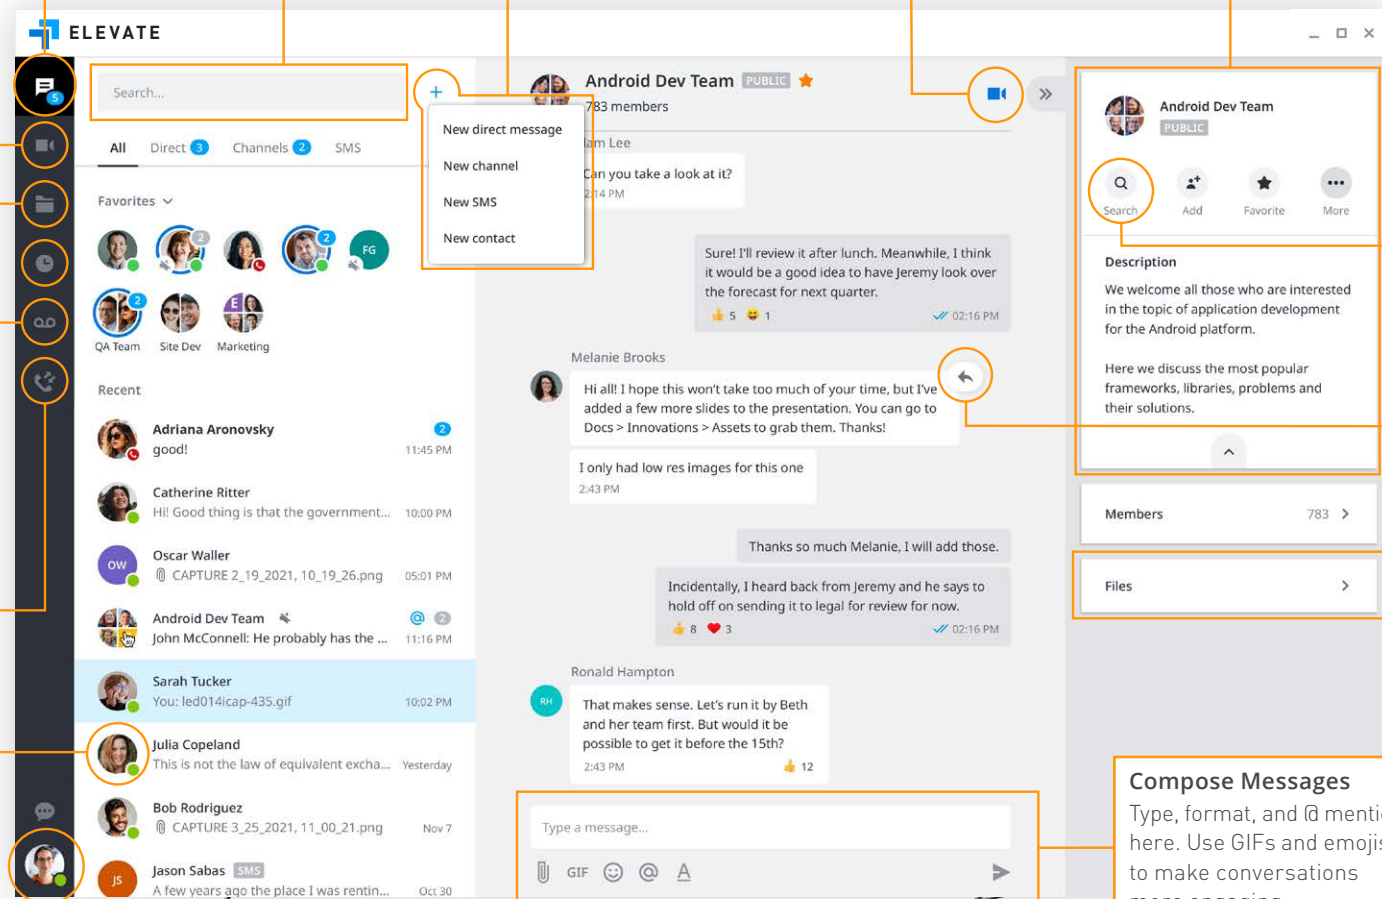 ELEVATE
5
Search...
All
Direct 3
Channels 2
SMS
Favorites
2
2
FG
2
E
QA Team
Site Dev
Marketing
Recent
Adriana Aronovsky
2
good!
11:45 PM
Catherine Ritter
Hi! Good thing is that the government...
10:00 PM
OW
Oscar Waller
CAPTURE 2_19_2021, 10_19_26.png
05:01 PM
Android Dev Team
@ 2
John McConnell: He probably has the ...
11:16 PM
Sarah Tucker
You: led014icap-435.gif
10:02 PM
Julia Copeland
This is not the law of equivalent excha...
Yesterday
Bob Rodriguez
CAPTURE 3_25_2021, 11_00_21.png
Nov 7
JS
Jason Sabas SMS
A few years ago the place I was rentin...
Oct 30
New direct message
New channel
New SMS
New contact
Android Dev Team PUBLIC
783 members
Lee
Can you take a look at it?
2:14 PM
Sure! I'll review it after lunch. Meanwhile, I think
it would be a good idea to have Jeremy look over
the forecast for next quarter.
5 1
02:16 PM
Melanie Brooks
Hi all! I hope this won't take too much of your time, but I've
added a few more slides to the presentation. You can go to
Docs > Innovations > Assets to grab them. Thanks!
I only had low res images for this one
2:43 PM
Thanks so much Melanie, I will add those.
Incidentally, I heard back from Jeremy and he says to
hold off on sending it to legal for review for now.
8 3
02:16 PM
Ronald Hampton
RH
That makes sense. Let's run it by Beth
and her team first. But would it be
possible to get it before the 15th?
2:43 PM
12
Type a message...
GIF
@
A
Android Dev Team
PUBLIC
Search
Add
Favorite
More
Description
We welcome all those who are interested
in the topic of application development
for the Android platform.
Here we discuss the most popular
frameworks, libraries, problems and
their solutions.
Members
783
Files
Compose Messages
Type, format, and @
here. Use GIFs and emojis
to make conversations
more engaging